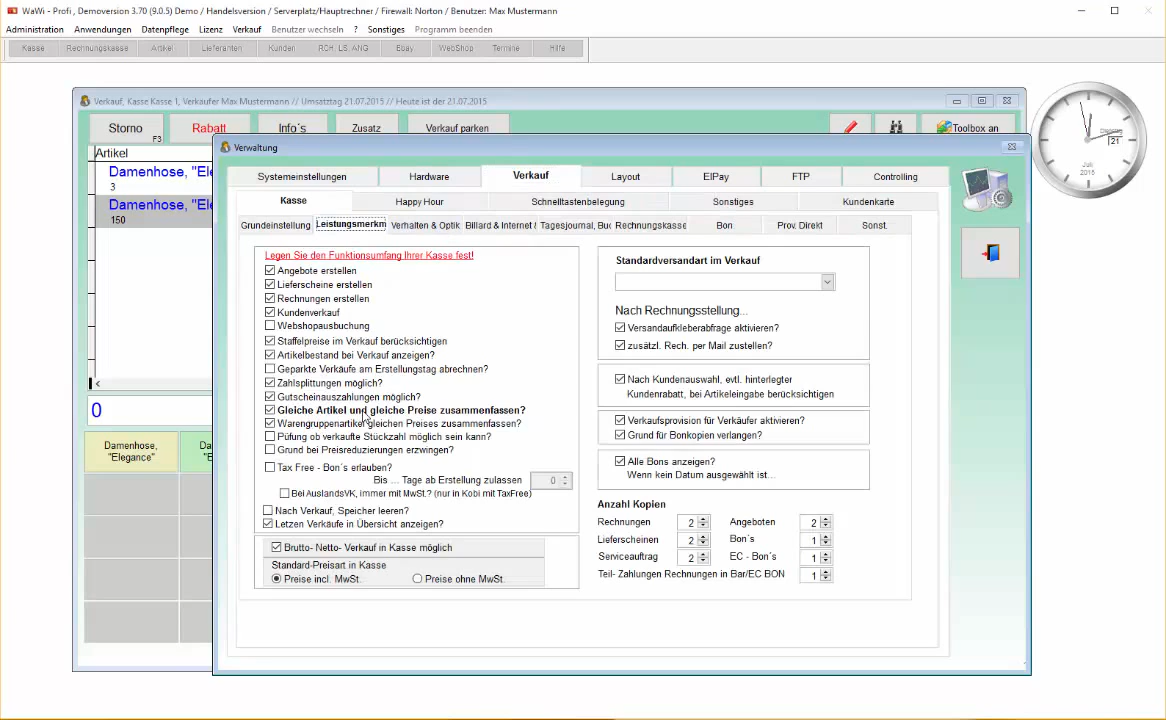 WaWi - Profi , Demoversion 3.70 (9.0.5) Demo / Handelsversion / Serverplatz/Hauptrechner / Firewall: Norton / Benutzer: Max Mustermann
Administration Anwendungen Datenpflege Lizenz Verkauf Benutzer wechseln ? Sonstiges Programm beenden
Kasse Rechnungskasse Artikel Lieferanten Kunden RCH, LS, ANG Ebay WebShop Termine Hilfe
Verkauf, Kasse Kasse 1, Verkäufer Max Mustermann // Umsatztag 21.07.2015 // Heute ist der 21.07.2015
Storno F3 Rabatt Info´s Zusatz Verkauf parken Toolbox an
Artikel
Damenhose, "El
3
Damenhose, "El
150
<
0
Damenhose, "Elegance"
Da
"E
Dienstag
21
Juli
2015
Verwaltung
Systemeinstellungen Hardware Verkauf Layout ElPay FTP Controlling
Kasse Happy Hour Schnelltastenbelegung Sonstiges Kundenkarte
Grundeinstellung Leistungsmerkm Verhalten & Optik Billard & Internet & Tagesjournal, Buc Rechnungskasse Bon Prov. Direkt Sonst.
Legen Sie den Funktionsumfang Ihrer Kasse fest!
Angebote erstellen
Lieferscheine erstellen
Rechnungen erstellen
Kundenverkauf
Webshopausbuchung
Staffelpreise im Verkauf berücksichtigen
Artikelbestand bei Verkauf anzeigen?
Geparkte Verkäufe am Erstellungstag abrechnen?
Zahlsplittungen möglich?
Gutscheinauszahlungen möglich?
Gleiche Artikel und gleiche Preise zusammenfassen?
Warengruppenartikel gleichen Preises zusammenfassen?
Püfung ob verkaufte Stückzahl möglich sein kann?
Grund bei Preisreduzierungen erzwingen?
Tax Free - Bon´s erlauben?
Bis ... Tage ab Erstellung zulassen 0
Bei AuslandsVK, immer mit MwSt.? (nur in Kobi mit TaxFree)
Nach Verkauf, Speicher leeren?
Letzen Verkäufe in Übersicht anzeigen?
Brutto- Netto- Verkauf in Kasse möglich
Standard-Preisart in Kasse
Preise incl. MwSt. Preise ohne MwSt.
Standardversandart im Verkauf
Nach Rechnungsstellung...
Versandaufkleberabfrage aktivieren?
zusätzl. Rech. per Mail zustellen?
Nach Kundenauswahl, evtl. hinterlegter
Kundenrabatt, bei Artikeleingabe berücksichtigen
Verkaufsprovision für Verkäufer aktivieren?
Grund für Bonkopien verlangen?
Alle Bons anzeigen?
Wenn kein Datum ausgewählt ist...
Anzahl Kopien
Rechnungen 2 Angeboten 2
Lieferscheinen 2 Bon´s 1
Serviceauftrag 2 EC - Bon´s 1
Teil- Zahlungen Rechnungen in Bar/EC BON 1